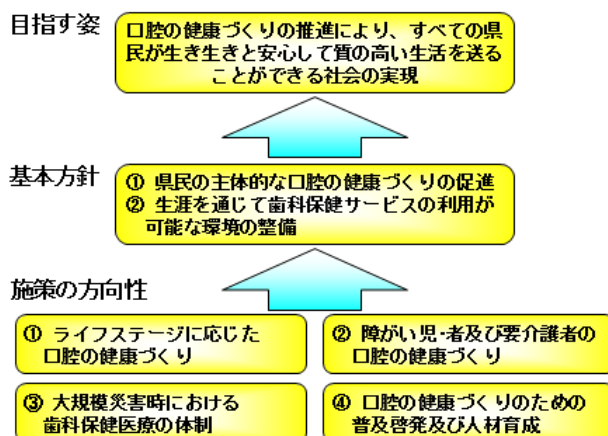 目指す姿
口腔の健康づくりの推進により、すべての県
民が生き生きと安心して質の高い生活を送る
ことができる社会の実現
基本方針
① 県民の主体的な口腔の健康づくりの促進
② 生涯を通じて歯科保健サービスの利用が
可能な環境の整備
施策の方向性
① ライフステージに応じた
口腔の健康づくり
② 障がい児・者及び要介護者の
口腔の健康づくり
③ 大規模災害時における
歯科保健医療の体制
④ 口腔の健康づくりのための
普及啓発及び人材育成